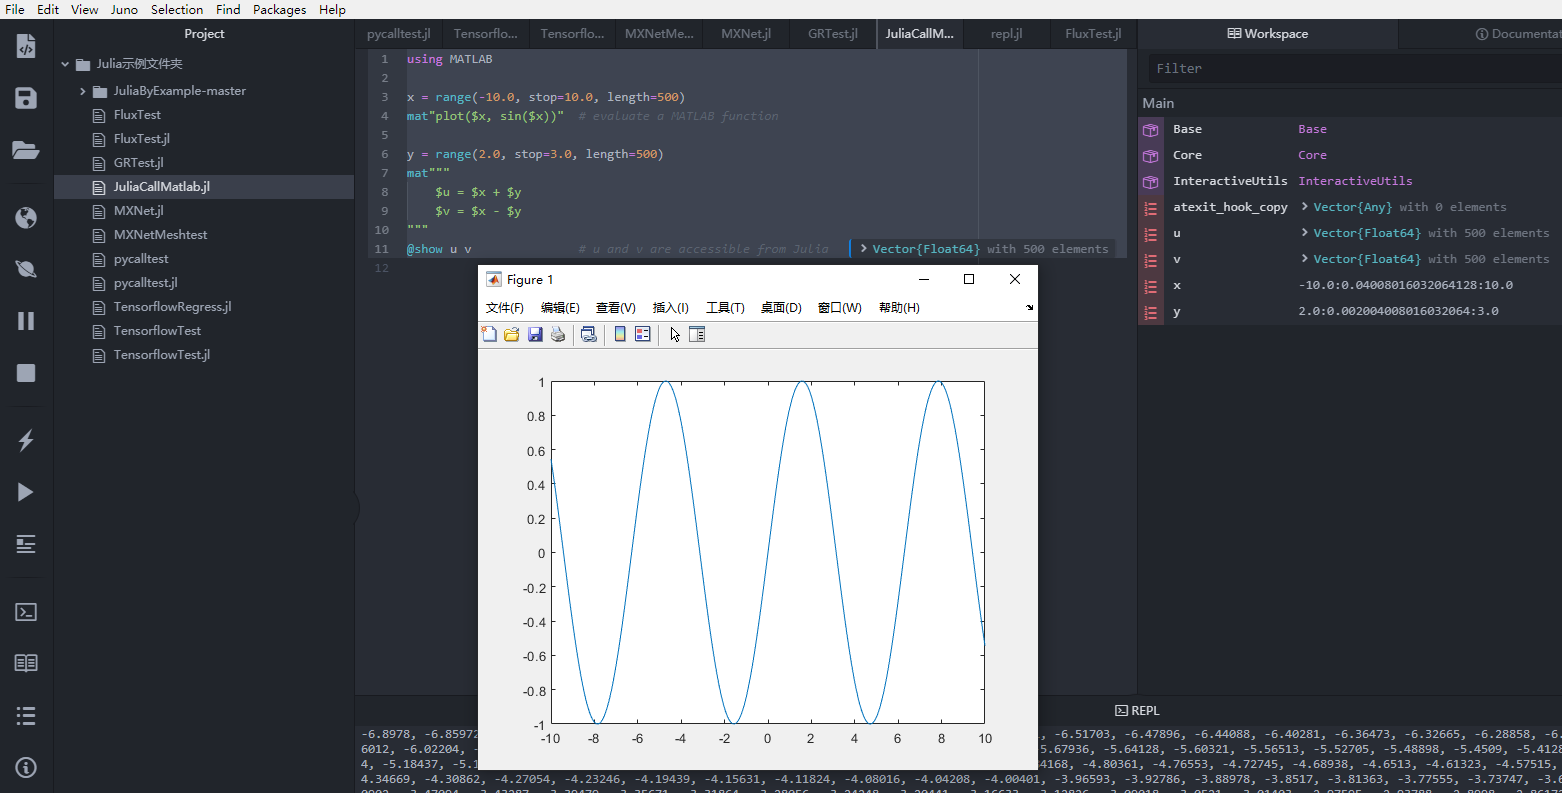 File Edit View Juno Selection Find Packages Help
Project
Julia示例文件夹
JuliaByExample-master
FluxTest
FluxTest.jl
GRTest.jl
JuliaCallMatlab.jl
MXNet.jl
MXNetMeshtest
pycalltest
pycalltest.jl
TensorflowRegress.jl
TensorflowTest
TensorflowTest.jl
pycalltest.jl Tensorflo... Tensorflo... MXNetMe... MXNet.jl GRTest.jl JuliaCallM... repl.jl FluxTest.jl
1 using MATLAB
2
3 x = range(-10.0, stop=10.0, length=500)
4 mat"plot($x, sin($x))" # evaluate a MATLAB function
5
6 y = range(2.0, stop=3.0, length=500)
7 mat"""
8 $u = $x + $y
9 $v = $x - $y
10 """
11 @show u v # u and v are accessible from Julia > Vector{Float64} with 500 elements
12
Figure 1
文件(F) 编辑(E) 查看(V) 插入(I) 工具(T) 桌面(D) 窗口(W) 帮助(H)
1
0.8
0.6
0.4
0.2
0
-0.2
-0.4
-0.6
-0.8
-1
-10 -8 -6 -4 -2 0 2 4 6 8 10
Workspace Documentat
Filter
Main
Base Base
Core Core
InteractiveUtils InteractiveUtils
atexit_hook_copy > Vector{Any} with 0 elements
u > Vector{Float64} with 500 elements
v > Vector{Float64} with 500 elements
x -10.0:0.04008016032064128:10.0
y 2.0:0.002004008016032064:3.0
REPL
-6.8978, -6.85972 , -6.51703, -6.47896, -6.44088, -6.40281, -6.36473, -6.32665, -6.28858, -6.
6012, -6.02204, - 5.67936, -5.64128, -5.60321, -5.56513, -5.52705, -5.48898, -5.4509, -5.4128
4, -5.18437, -5.1 4168, -4.80361, -4.76553, -4.72745, -4.68938, -4.6513, -4.61323, -4.57515,
4.34669, -4.30862, -4.27054, -4.23246, -4.19439, -4.15631, -4.11824, -4.08016, -4.04208, -4.00401, -3.96593, -3.92786, -3.88978, -3.8517, -3.81363, -3.77555, -3.73747, -3.6